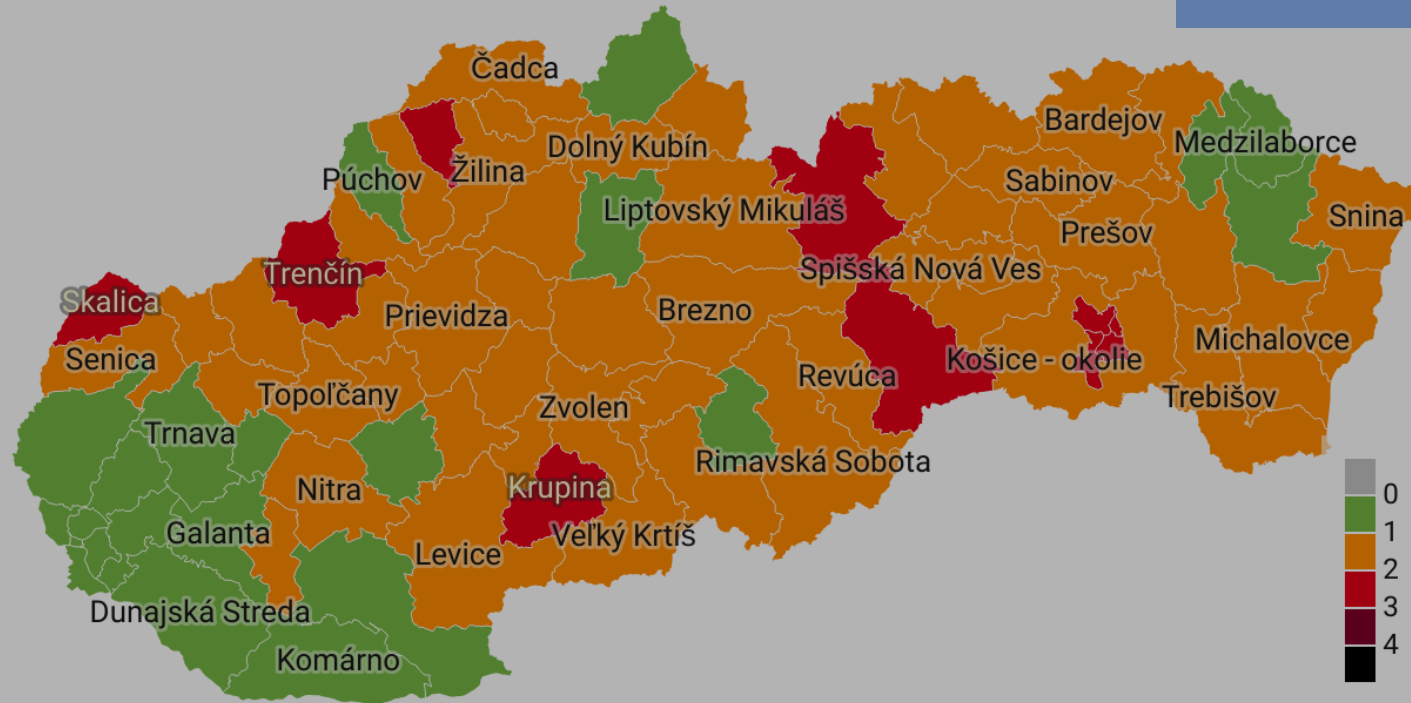 Čadca
Bardejov
Medzilaborce
Dolný Kubín
Žilina
Púchov
Sabinov
Liptovský Mikuláš
Snina
Prešov
Spišská Nová Ves
Trenčín
Skalica
Brezno
Prievidza
Michalovce
Senica
Košice - okolie
Revúca
Topoľčany
Trebišov
Zvolen
Trnava
Rimavská Sobota
Nitra
Krupina
0
Galanta
Veľký Krtíš
1
Levice
2
3
Dunajská Streda
4
Komárno